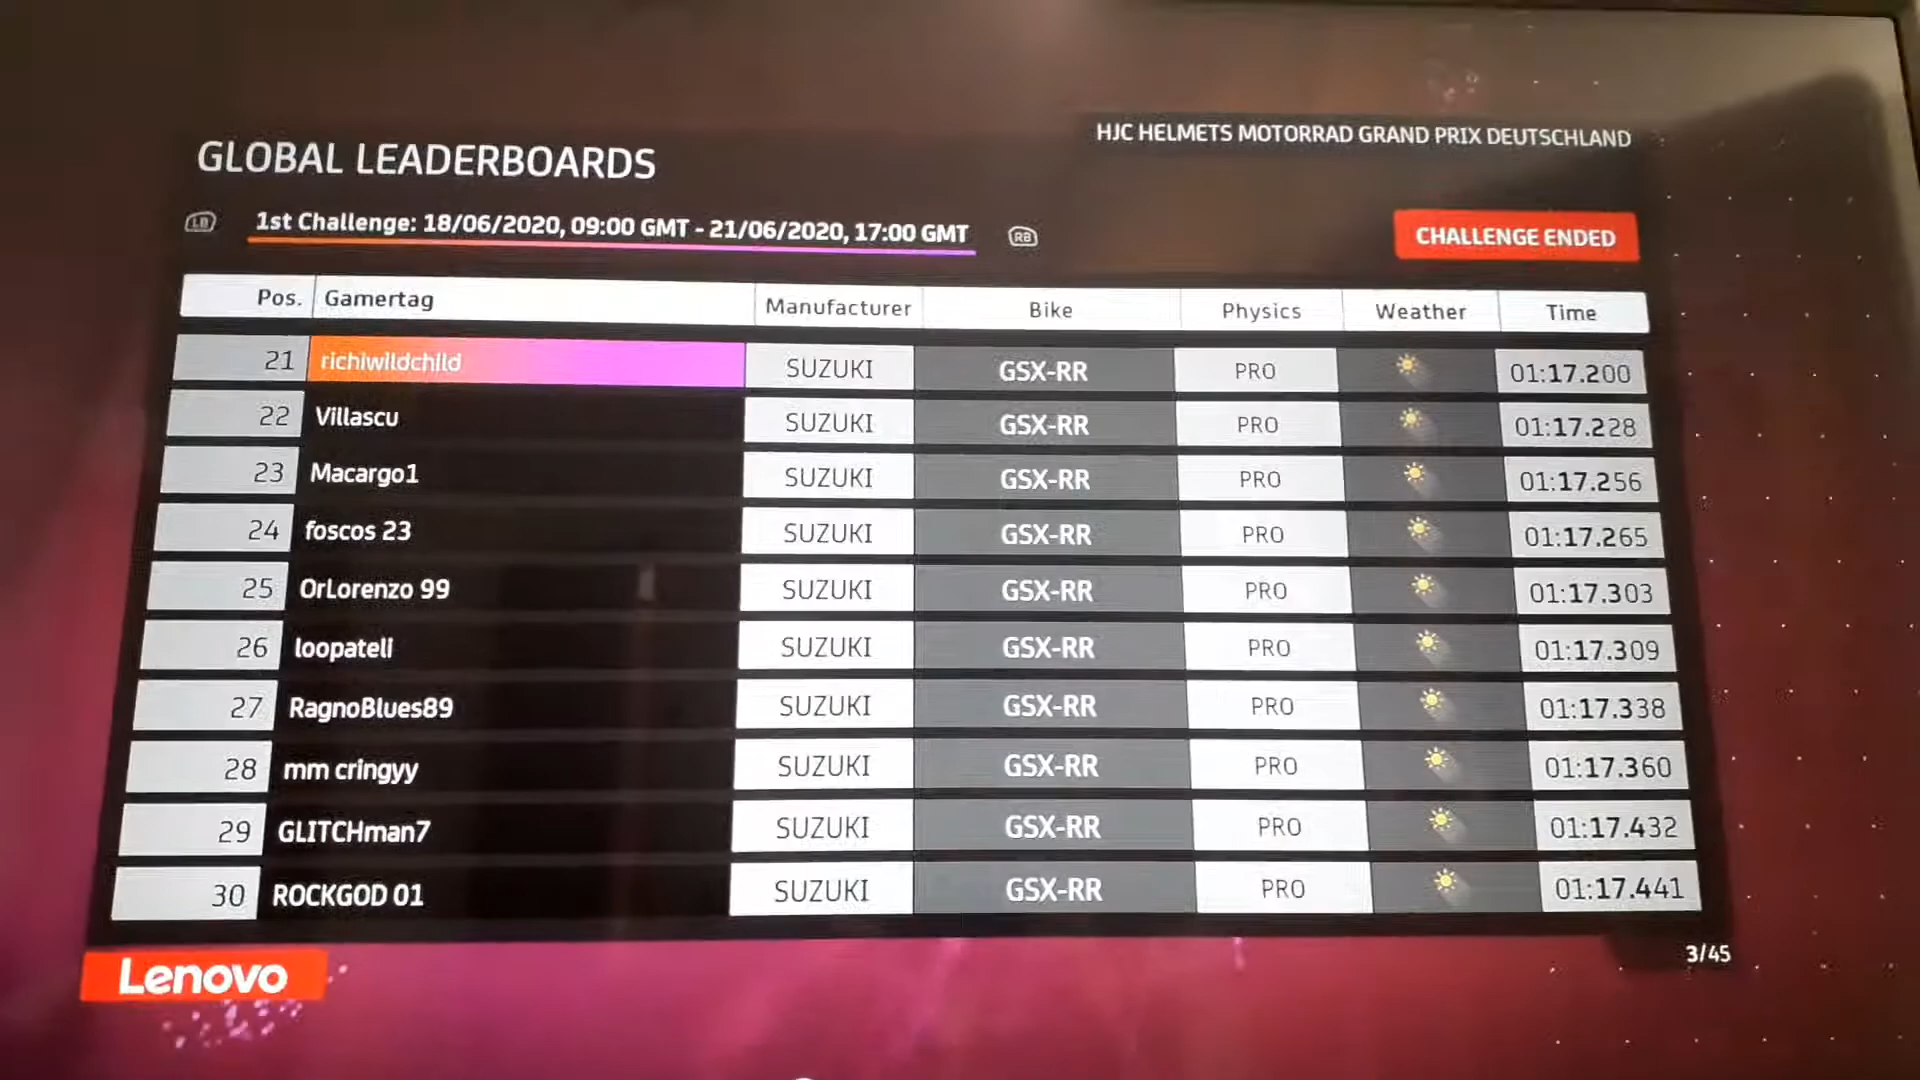 GLOBAL LEADERBOARDS
HJC HELMETS MOTORRAD GRAND PRIX DEUTSCHLAND
LB 1st Challenge: 18/06/2020, 09:00 GMT - 21/06/2020, 17:00 GMT RB
CHALLENGE ENDED
Pos. Gamertag Manufacturer Bike Physics Weather Time
21 richiwildchild SUZUKI GSX-RR PRO 01:17.200
22 Villascu SUZUKI GSX-RR PRO 01:17.228
23 Macargo1 SUZUKI GSX-RR PRO 01:17.256
24 foscos 23 SUZUKI GSX-RR PRO 01:17.265
25 OrLorenzo 99 SUZUKI GSX-RR PRO 01:17.303
26 loopateli SUZUKI GSX-RR PRO 01:17.309
27 RagnoBlues89 SUZUKI GSX-RR PRO 01:17.338
28 mm cringyy SUZUKI GSX-RR PRO 01:17.360
29 GLITCHman7 SUZUKI GSX-RR PRO 01:17.432
30 ROCKGOD 01 SUZUKI GSX-RR PRO 01:17.441
3/45
Lenovo